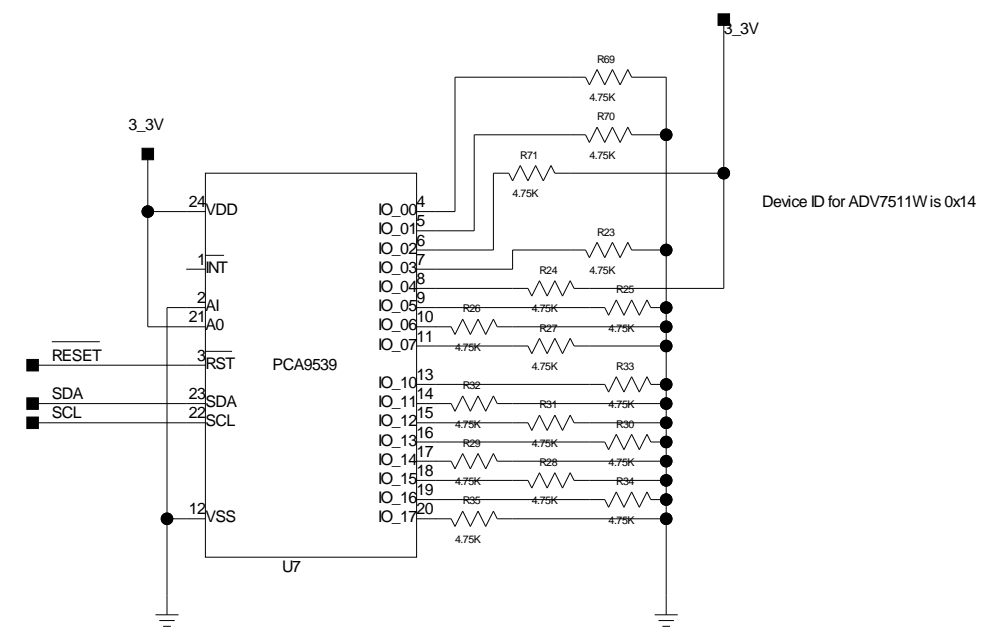 3_3V
3_3V
R69
4.75K
R70
4.75K
R71
4.75K
Device ID for ADV7511W is 0x14
24 VDD
IO_00 4
IO_01 5
IO_02 6
R23
4.75K
1 INT
IO_03 7
R24
4.75K
IO_04 8
R25
4.75K
2 AI
IO_05 9
R26
4.75K
21 A0
IO_06 10
R27
4.75K
IO_07 11
RESET
3 RST
PCA9539
R33
4.75K
IO_10 13
R32
4.75K
SDA
23 SDA
IO_11 14
R31
4.75K
SCL
22 SCL
IO_12 15
R30
4.75K
IO_13 16
R29
4.75K
IO_14 17
R28
4.75K
IO_15 18
R34
4.75K
IO_16 19
R35
4.75K
12 VSS
IO_17 20
U7